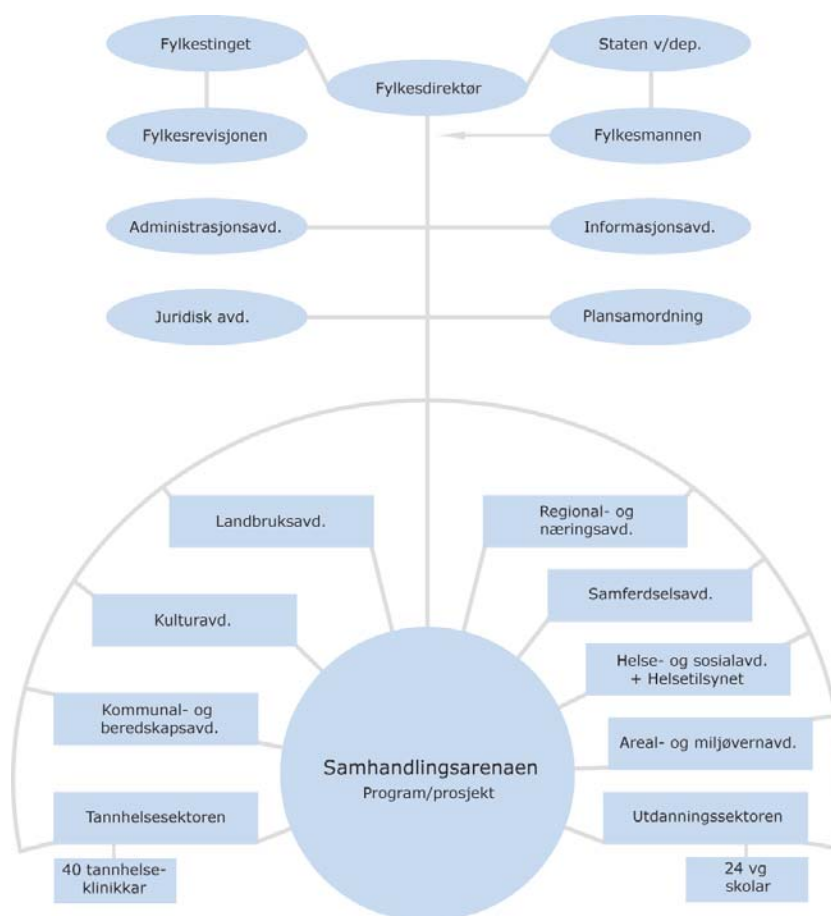 Fylkestinget
Staten v/dep.
Fylkesdirektør
Fylkesrevisjonen
Fylkesmannen
Administrasjonsavd.
Informasjonsavd.
Juridisk avd.
Plansamordning
Landbruksavd.
Regional- og
næringsavd.
Kulturavd.
Samferdselsavd.
Helse- og sosialavd.
+ Helsetilsynet
Kommunal- og
beredskapsavd.
Areal- og miljøvernavd.
Samhandlingsarenaen
Program/prosjekt
Tannhelsesektoren
Utdanningssektoren
40 tannhelse-
klinikkar
24 vg
skolar